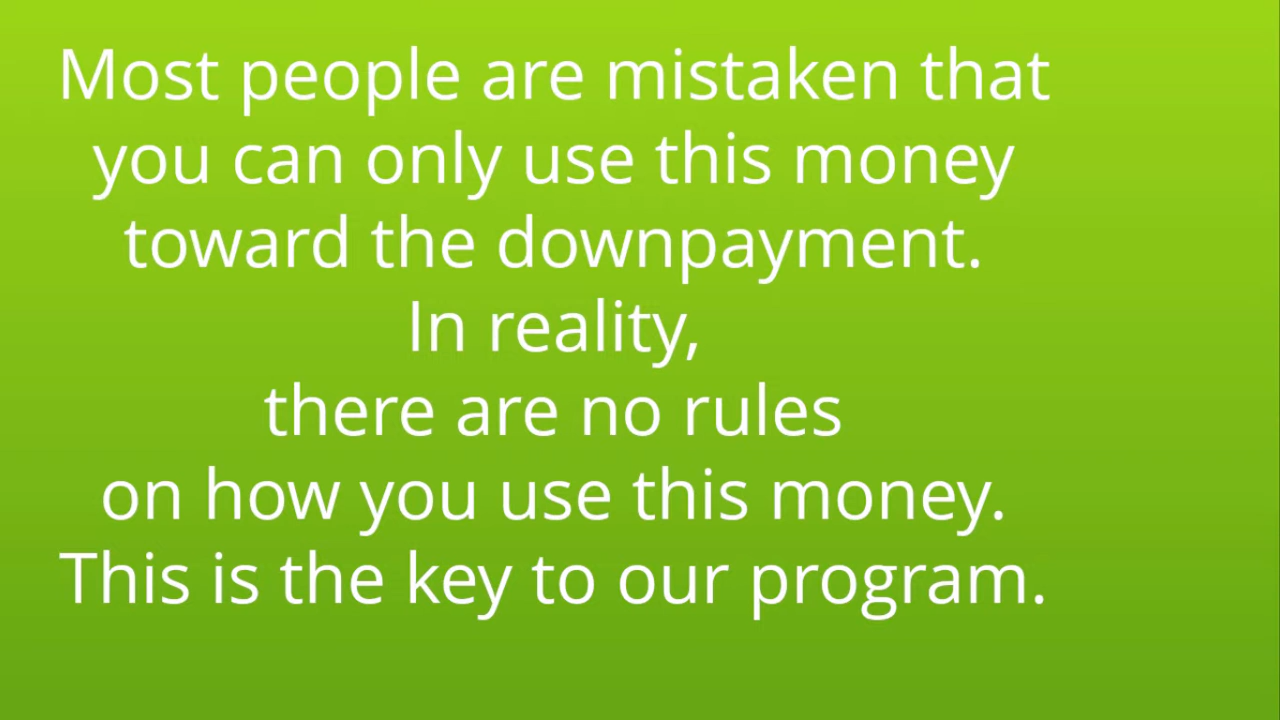 Most people are mistaken that
you can only use this money
toward the downpayment.
In reality,
there are no rules
on how you use this money.
This is the key to our program.